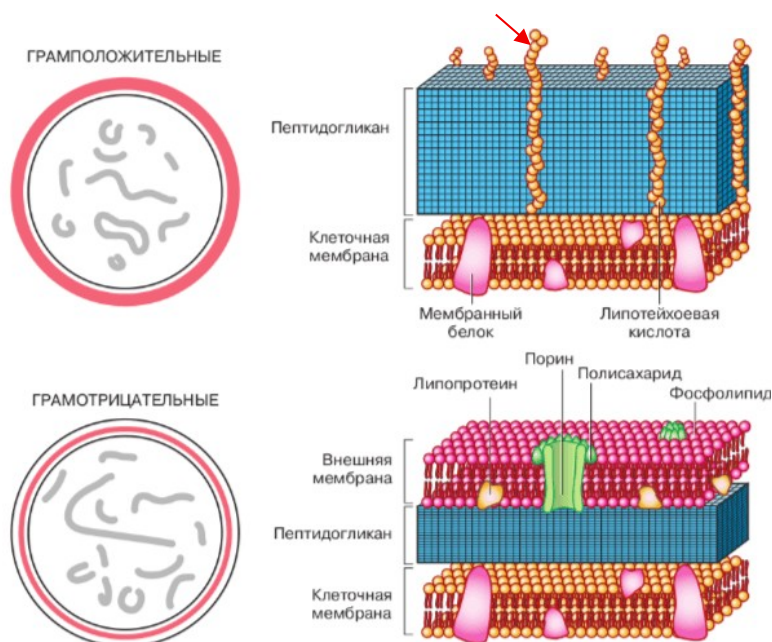 ГРАМПОЛОЖИТЕЛЬНЫЕ
Пептидогликан
Клеточная
мембрана
Мембранный
белок
Липотейхоевая
кислота
ГРАМОТРИЦАТЕЛЬНЫЕ
Порин
Липопротеин
Полисахарид
Фосфолипид
Внешняя
мембрана
Пептидогликан
Клеточная
мембрана